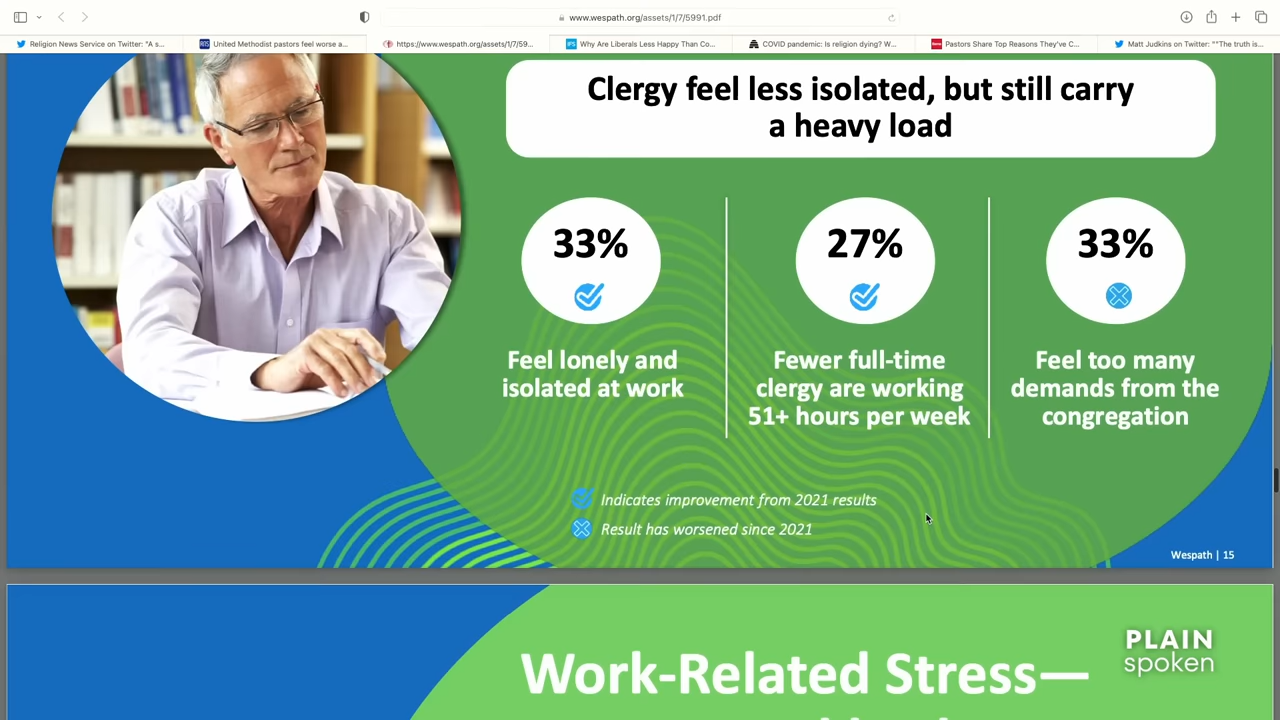 www.wespath.org/assets/1/7/5991.pdf
Religion News Service on Twitter: "A s...
United Methodist pastors feel worse a...
https://www.wespath.org/assets/1/7/59...
Why Are Liberals Less Happy Than Co...
COVID pandemic: Is religion dying? W...
Pastors Share Top Reasons They've C...
Matt Judkins on Twitter: ""The truth is...
Clergy feel less isolated, but still carry
a heavy load
33%
27%
33%
Feel lonely and
isolated at work
Fewer full-time
clergy are working
51+ hours per week
Feel too many
demands from the
congregation
Indicates improvement from 2021 results
Result has worsened since 2021
Wespath | 15
PLAIN
spoken
Work-Related Stress—